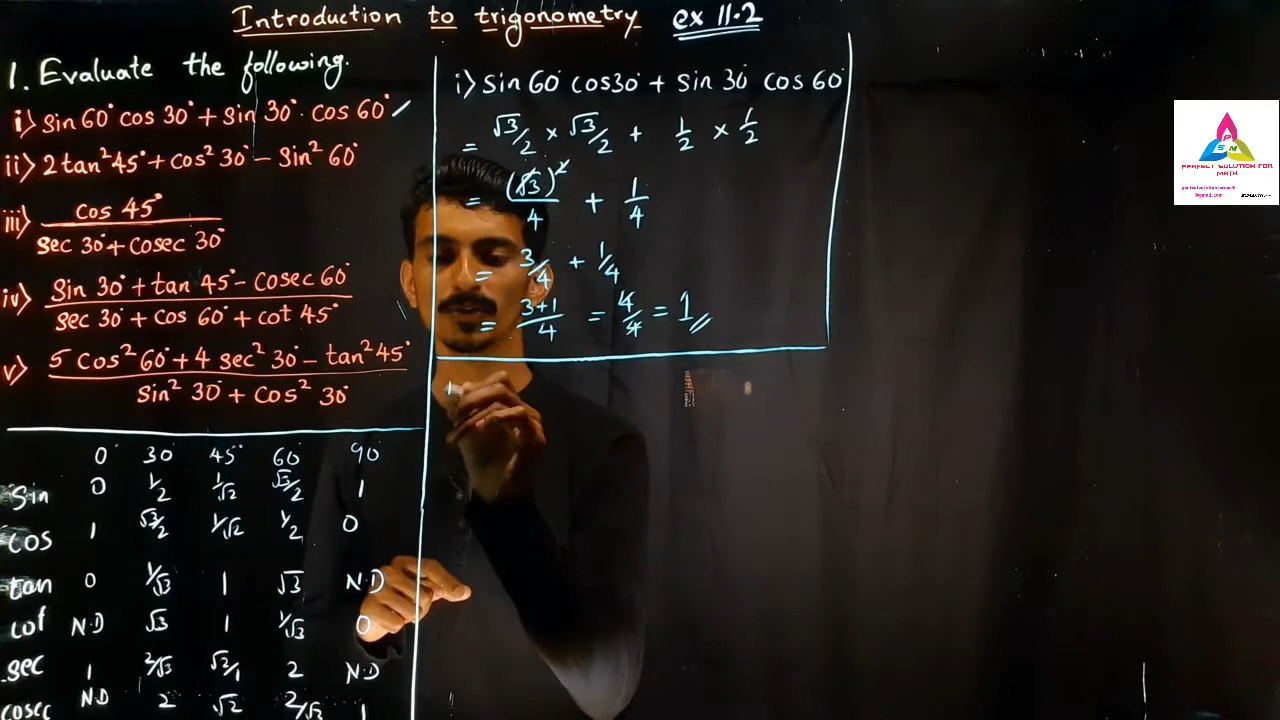 Introduction to trigonometry ex 11.2
1. Evaluate the following.
i) sin 60° cos 30° + sin 30° · cos 60°
ii) 2 tan² 45° + cos² 30° - sin² 60°
iii) cos 45° / sec 30° + cosec 30°
iv) sin 30° + tan 45° - cosec 60° / sec 30° + cos 60° + cot 45°
v) 5 cos² 60° + 4 sec² 30° - tan² 45° / sin² 30° + cos² 30°
0° 30° 45° 60° 90°
sin 0 1/2 1/√2 √3/2 1
cos 1 √3/2 1/√2 1/2 0
tan 0 1/√3 1 √3 N.D
cot N.D √3 1 1/√3 0
sec 1 2/√3 √2/1 2 N.D
cosec N.D 2 √2 2/√3 1
i) sin 60° cos 30° + sin 30° cos 60°
= √3/2 × √3/2 + 1/2 × 1/2
= (√3)²/4 + 1/4
= 3/4 + 1/4
= 3+1/4 = 4/4 = 1
P S M
PERFECT SOLUTION FOR
MATH